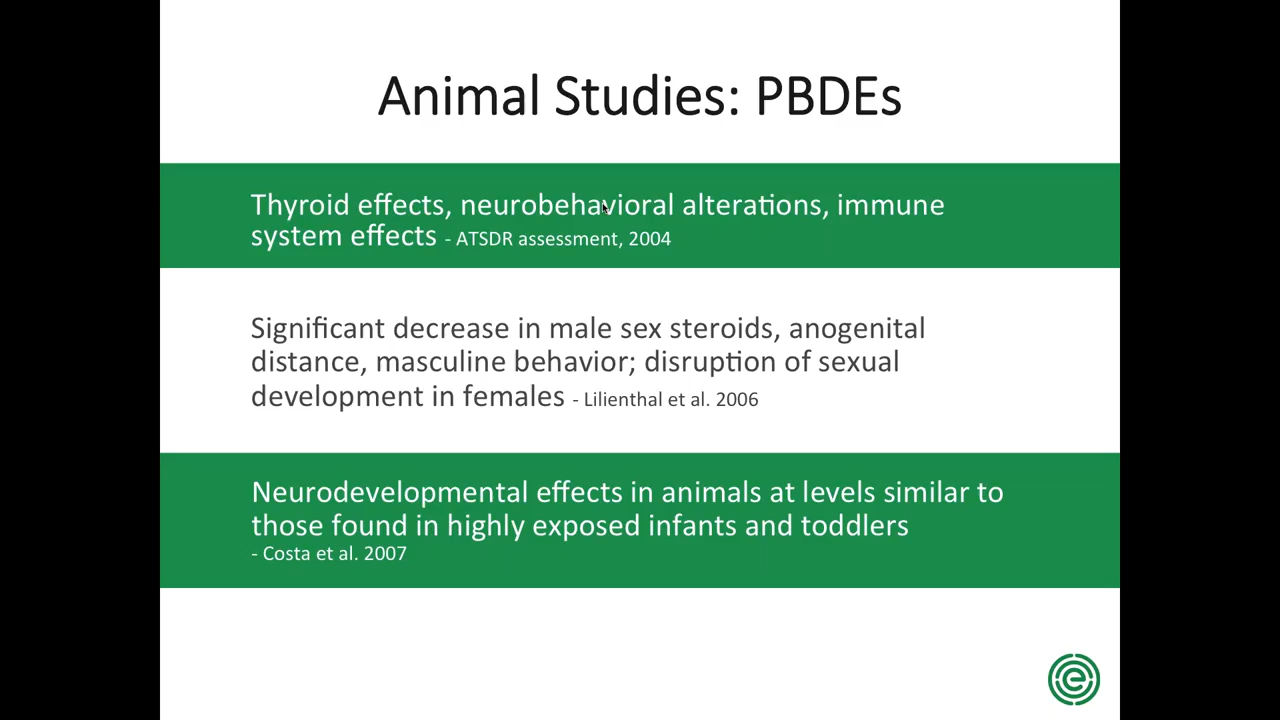 Animal Studies: PBDEs
Thyroid effects, neurobehavioral alterations, immune
system effects - ATSDR assessment, 2004
Significant decrease in male sex steroids, anogenital
distance, masculine behavior; disruption of sexual
development in females - Lilienthal et al. 2006
Neurodevelopmental effects in animals at levels similar to
those found in highly exposed infants and toddlers
- Costa et al. 2007
e